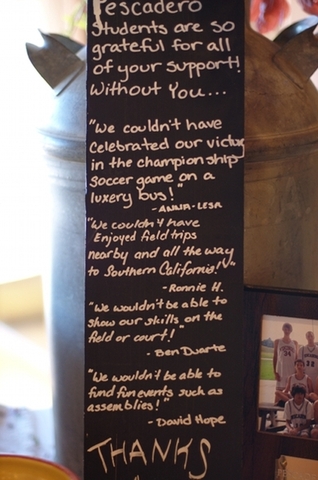 Pescadero
students are so
grateful for all
of your support!
Without You...
"We couldn't have
celebrated our victory
in the championship
soccer game on a
luxery bus!"
- ANNA-LESA
"We couldn't have
Enjoyed field trips
nearby and all the way
to Southern California!"
- Ronnie H.
"We wouldn't be able to
show our skills on the
field or court!"
- Ben Duarte
"We wouldn't be able to
fund fun events such as
assemblies!"
- David Hope
THANKS